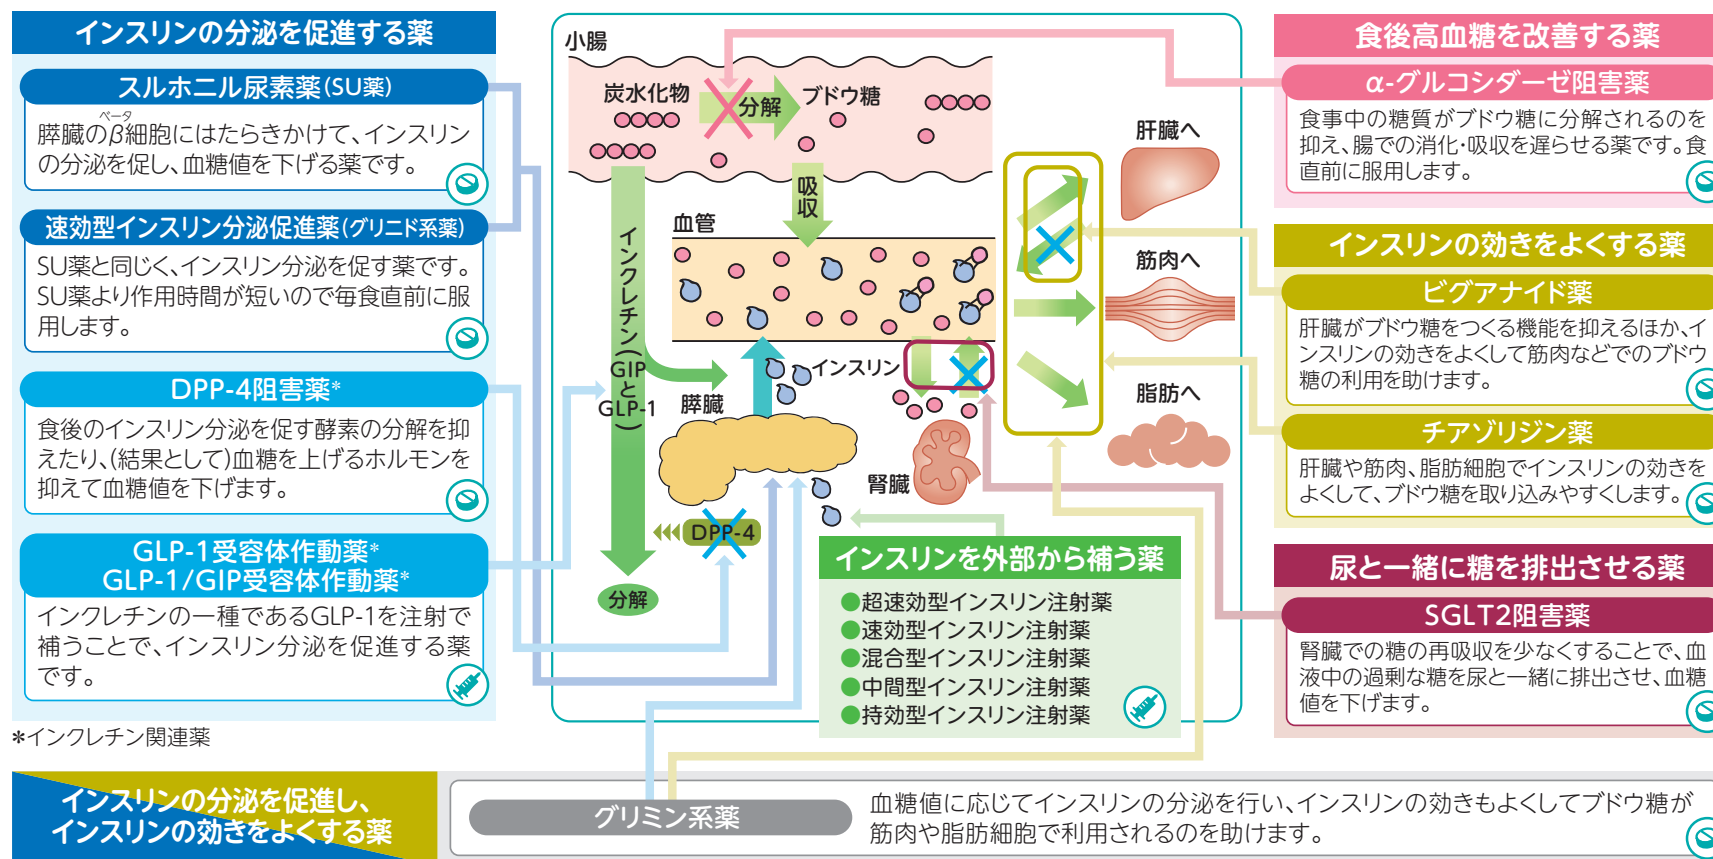 インスリンの分泌を促進する薬
スルホニル尿素薬(SU薬)
ベータ
膵臓のβ細胞にはたらきかけて、インスリン
の分泌を促し、血糖値を下げる薬です。
速効型インスリン分泌促進薬(グリニド系薬)
SU薬と同じく、インスリン分泌を促す薬です。
SU薬より作用時間が短いので毎食直前に服
用します。
DPP-4阻害薬*
食後のインスリン分泌を促す酵素の分解を抑
えたり、(結果として)血糖を上げるホルモンを
抑えて血糖値を下げます。
GLP-1受容体作動薬*
GLP-1/GIP受容体作動薬*
インクレチンの一種であるGLP-1を注射で
補うことで、インスリン分泌を促進する薬
です。
*インクレチン関連薬
小腸
炭水化物
分解
ブドウ糖
吸収
血管
インクレチン(GIPとGLP-1)
インスリン
膵臓
腎臓
DPP-4
分解
肝臓へ
筋肉へ
脂肪へ
インスリンを外部から補う薬
●超速効型インスリン注射薬
●速効型インスリン注射薬
●混合型インスリン注射薬
●中間型インスリン注射薬
●持効型インスリン注射薬
食後高血糖を改善する薬
α-グルコシダーゼ阻害薬
食事中の糖質がブドウ糖に分解されるのを
抑え、腸での消化・吸収を遅らせる薬です。食
直前に服用します。
インスリンの効きをよくする薬
ビグアナイド薬
肝臓がブドウ糖をつくる機能を抑えるほか、イ
ンスリンの効きをよくして筋肉などでのブドウ
糖の利用を助けます。
チアゾリジン薬
肝臓や筋肉、脂肪細胞でインスリンの効きを
よくして、ブドウ糖を取り込みやすくします。
尿と一緒に糖を排出させる薬
SGLT2阻害薬
腎臓での糖の再吸収を少なくすることで、血
液中の過剰な糖を尿と一緒に排出させ、血糖
値を下げます。
インスリンの分泌を促進し、
インスリンの効きをよくする薬
グリミン系薬
血糖値に応じてインスリンの分泌を行い、インスリンの効きもよくしてブドウ糖が
筋肉や脂肪細胞で利用されるのを助けます。